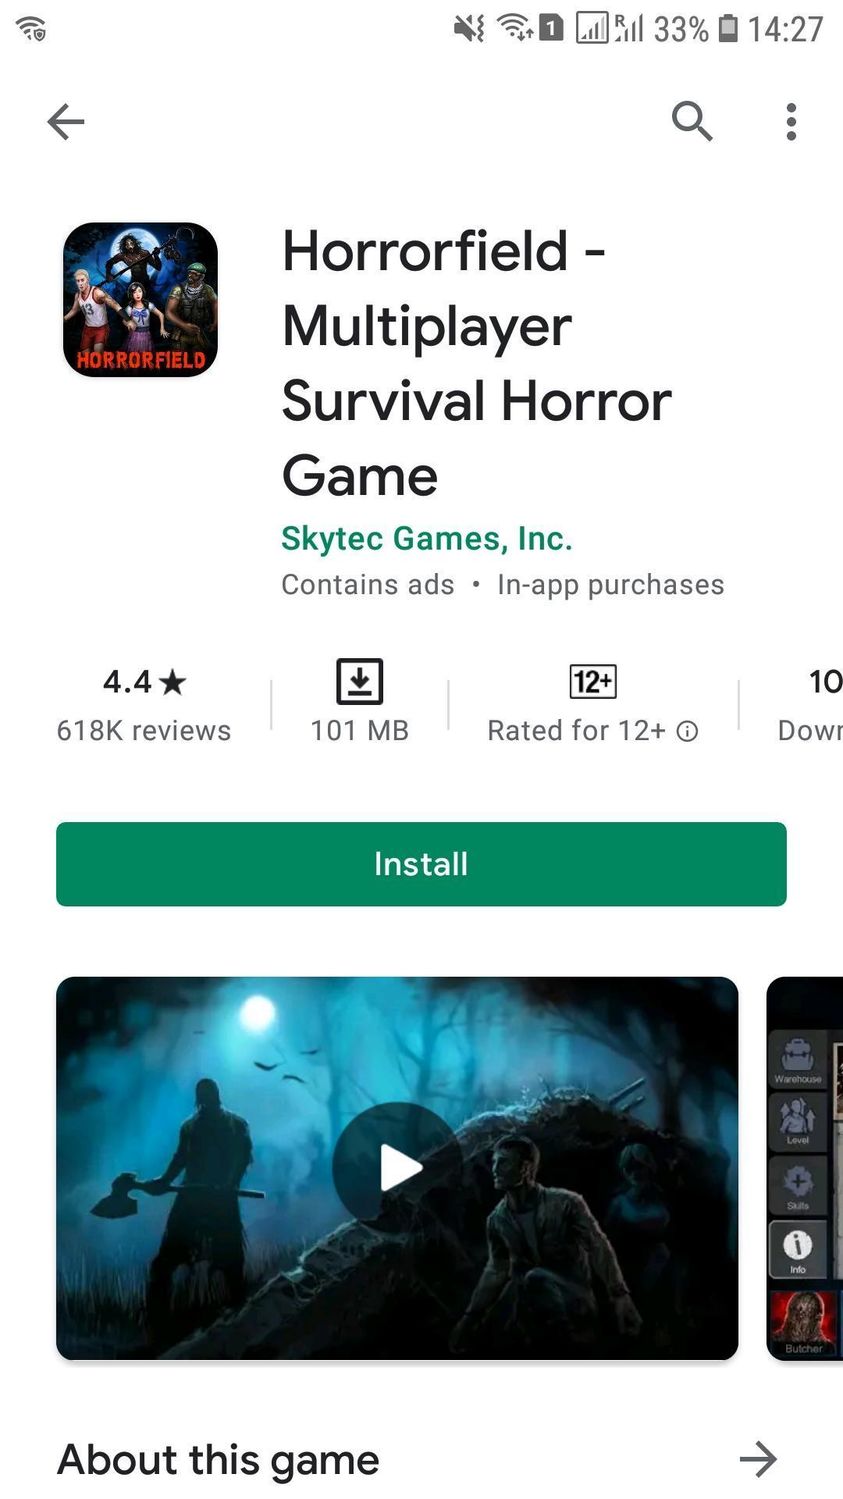 1 R 33% 14:27
13
HORRORFIELD
Horrorfield -
Multiplayer
Survival Horror
Game
Skytec Games, Inc.
Contains ads • In-app purchases
4.4★ 12+ 10
618K reviews 101 MB Rated for 12+ Down
Install
Warehouse
Level
Skills
Info
Butcher
About this game